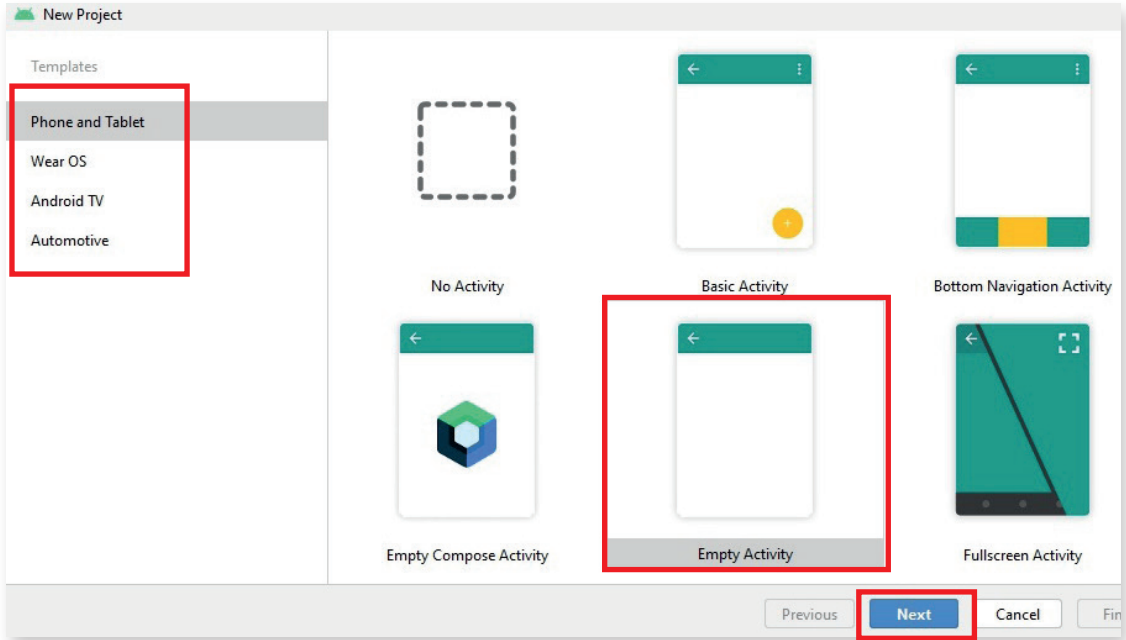 New Project
Templates
Phone and Tablet
Wear OS
Android TV
Automotive
No Activity
Basic Activity
Bottom Navigation Activity
Empty Compose Activity
Empty Activity
Fullscreen Activity
Previous
Next
Cancel
Fin